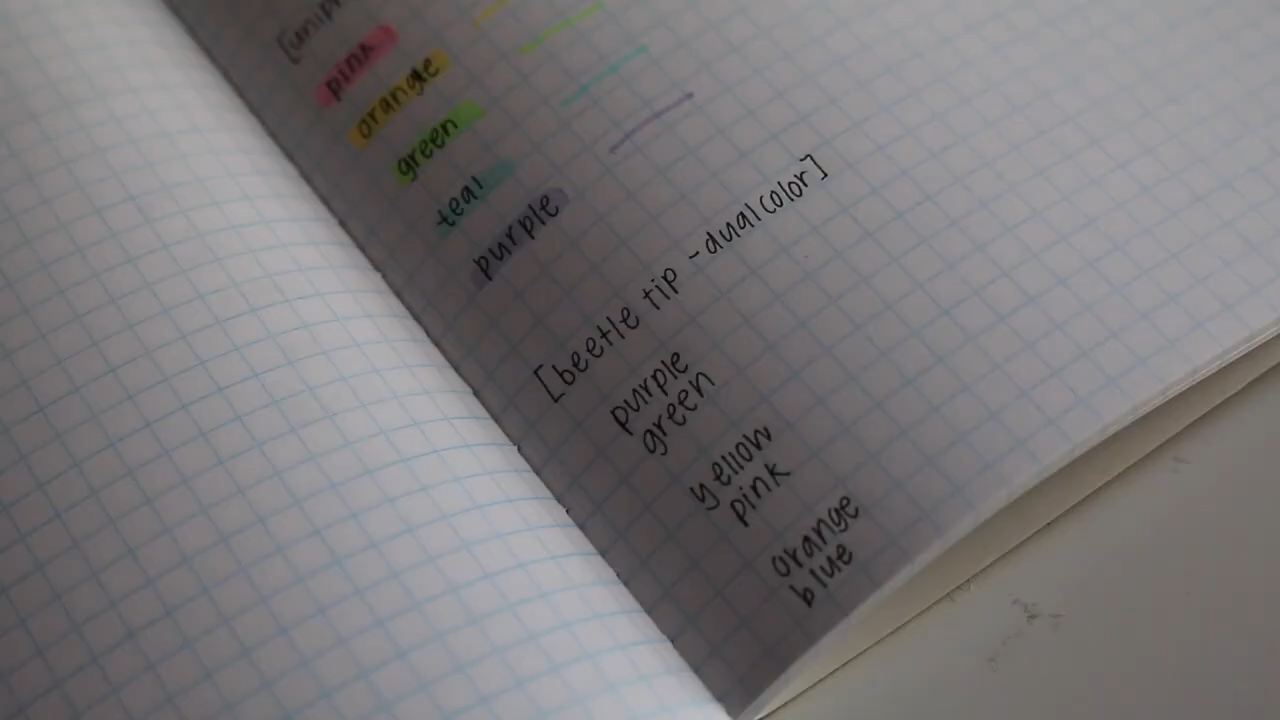 pink
orange
green
teal
purple
[beetle tip - dual color]
purple
green
yellow
pink
orange
blue